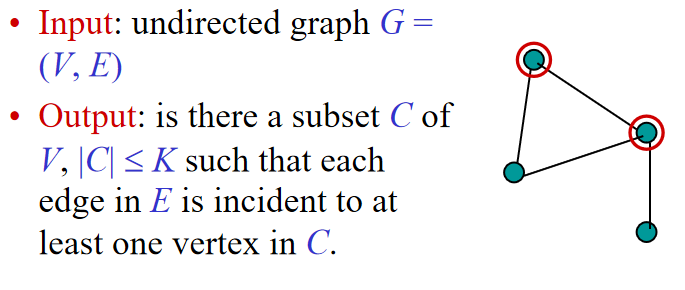 • Input: undirected graph G =
(V, E)
• Output: is there a subset C of
V, |C| ≤ K such that each
edge in E is incident to at
least one vertex in C.